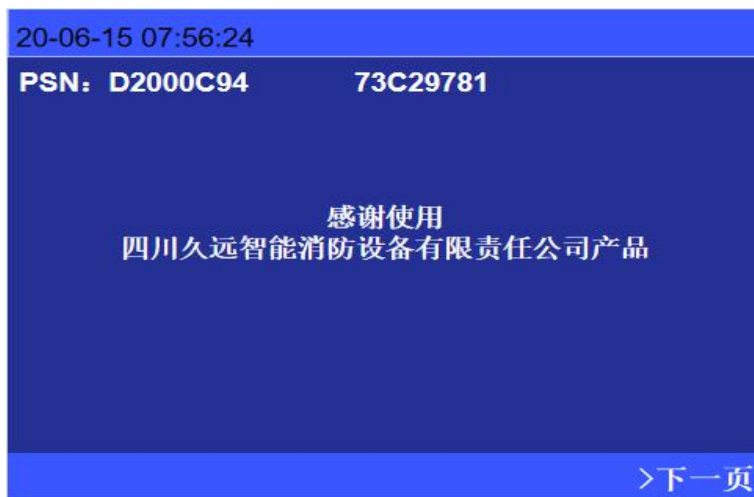 20-06-15 07:56:24
PSN：D2000C94 73C29781
感谢使用
四川久远智能消防设备有限责任公司产品
>下一页